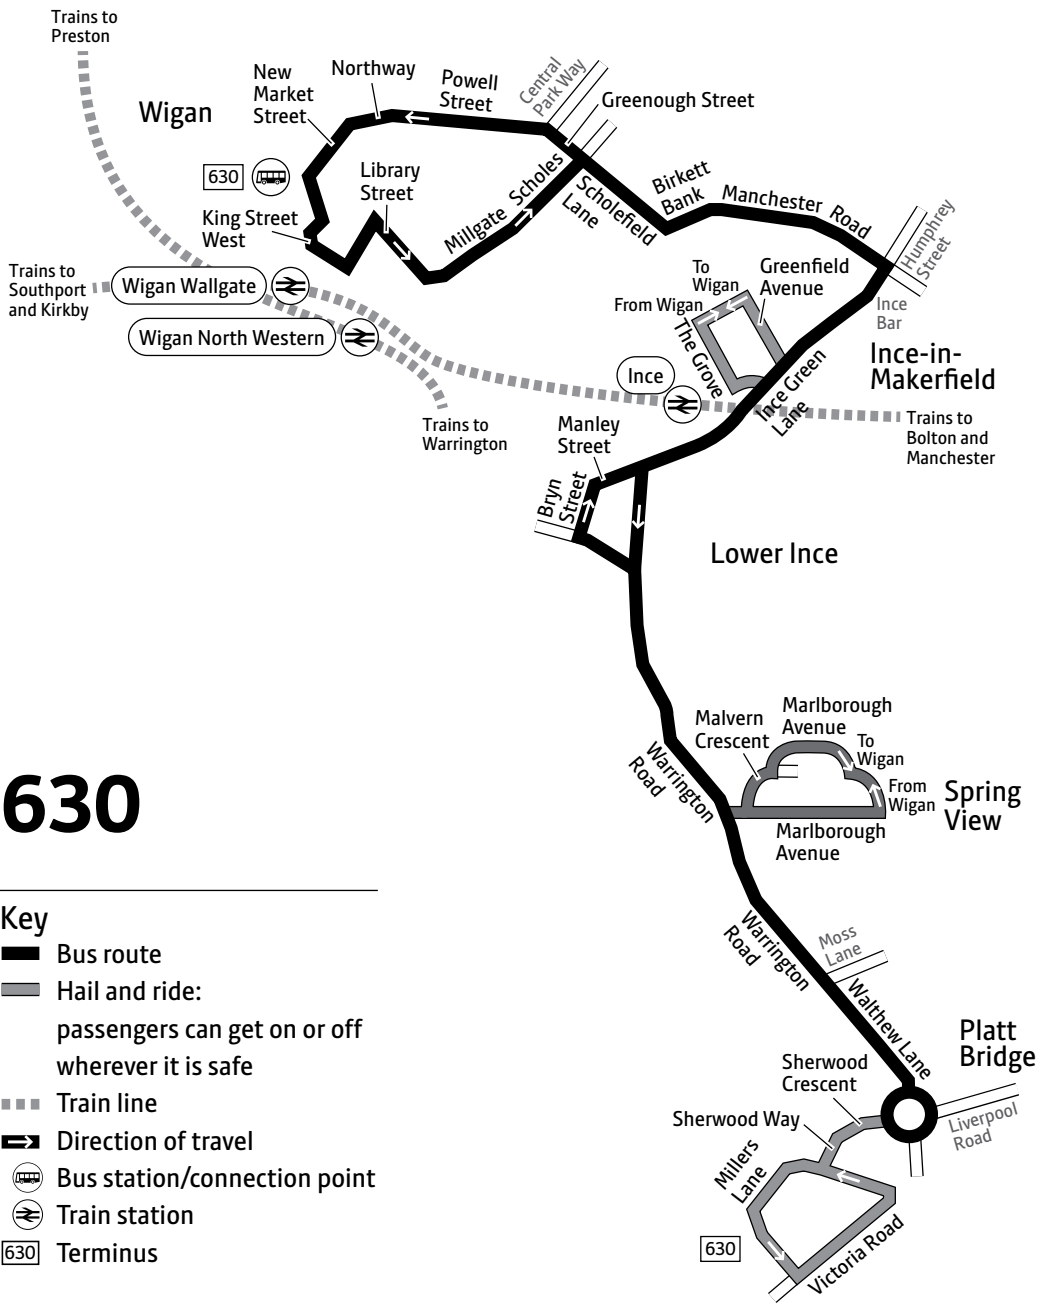 Trains to
Preston
Wigan
New
Market
Street
Northway
Powell
Street
Central
Park Way
Greenough Street
630
Library
Street
King Street
West
Millgate
Scholes
Scholefield
Lane
Birkett
Bank
Manchester Road
Humphrey
Street
Ince
Bar
Trains to
Southport
and Kirkby
Wigan Wallgate
Wigan North Western
To
Wigan
From Wigan
Greenfield
Avenue
The Grove
Ince Green
Lane
Ince-in-
Makerfield
Ince
Trains to
Warrington
Trains to
Bolton and
Manchester
Manley
Street
Bryn
Street
Lower Ince
Warrington
Road
Malvern
Crescent
Marlborough
Avenue
To
Wigan
From
Wigan
Marlborough
Avenue
Spring
View
Warrington
Road
Moss
Lane
Walthew Lane
Platt
Bridge
Sherwood
Crescent
Sherwood Way
Liverpool
Road
Millers
Lane
Victoria Road
630
630
Key
Bus route
Hail and ride:
passengers can get on or off
wherever it is safe
Train line
Direction of travel
Bus station/connection point
Train station
630 Terminus